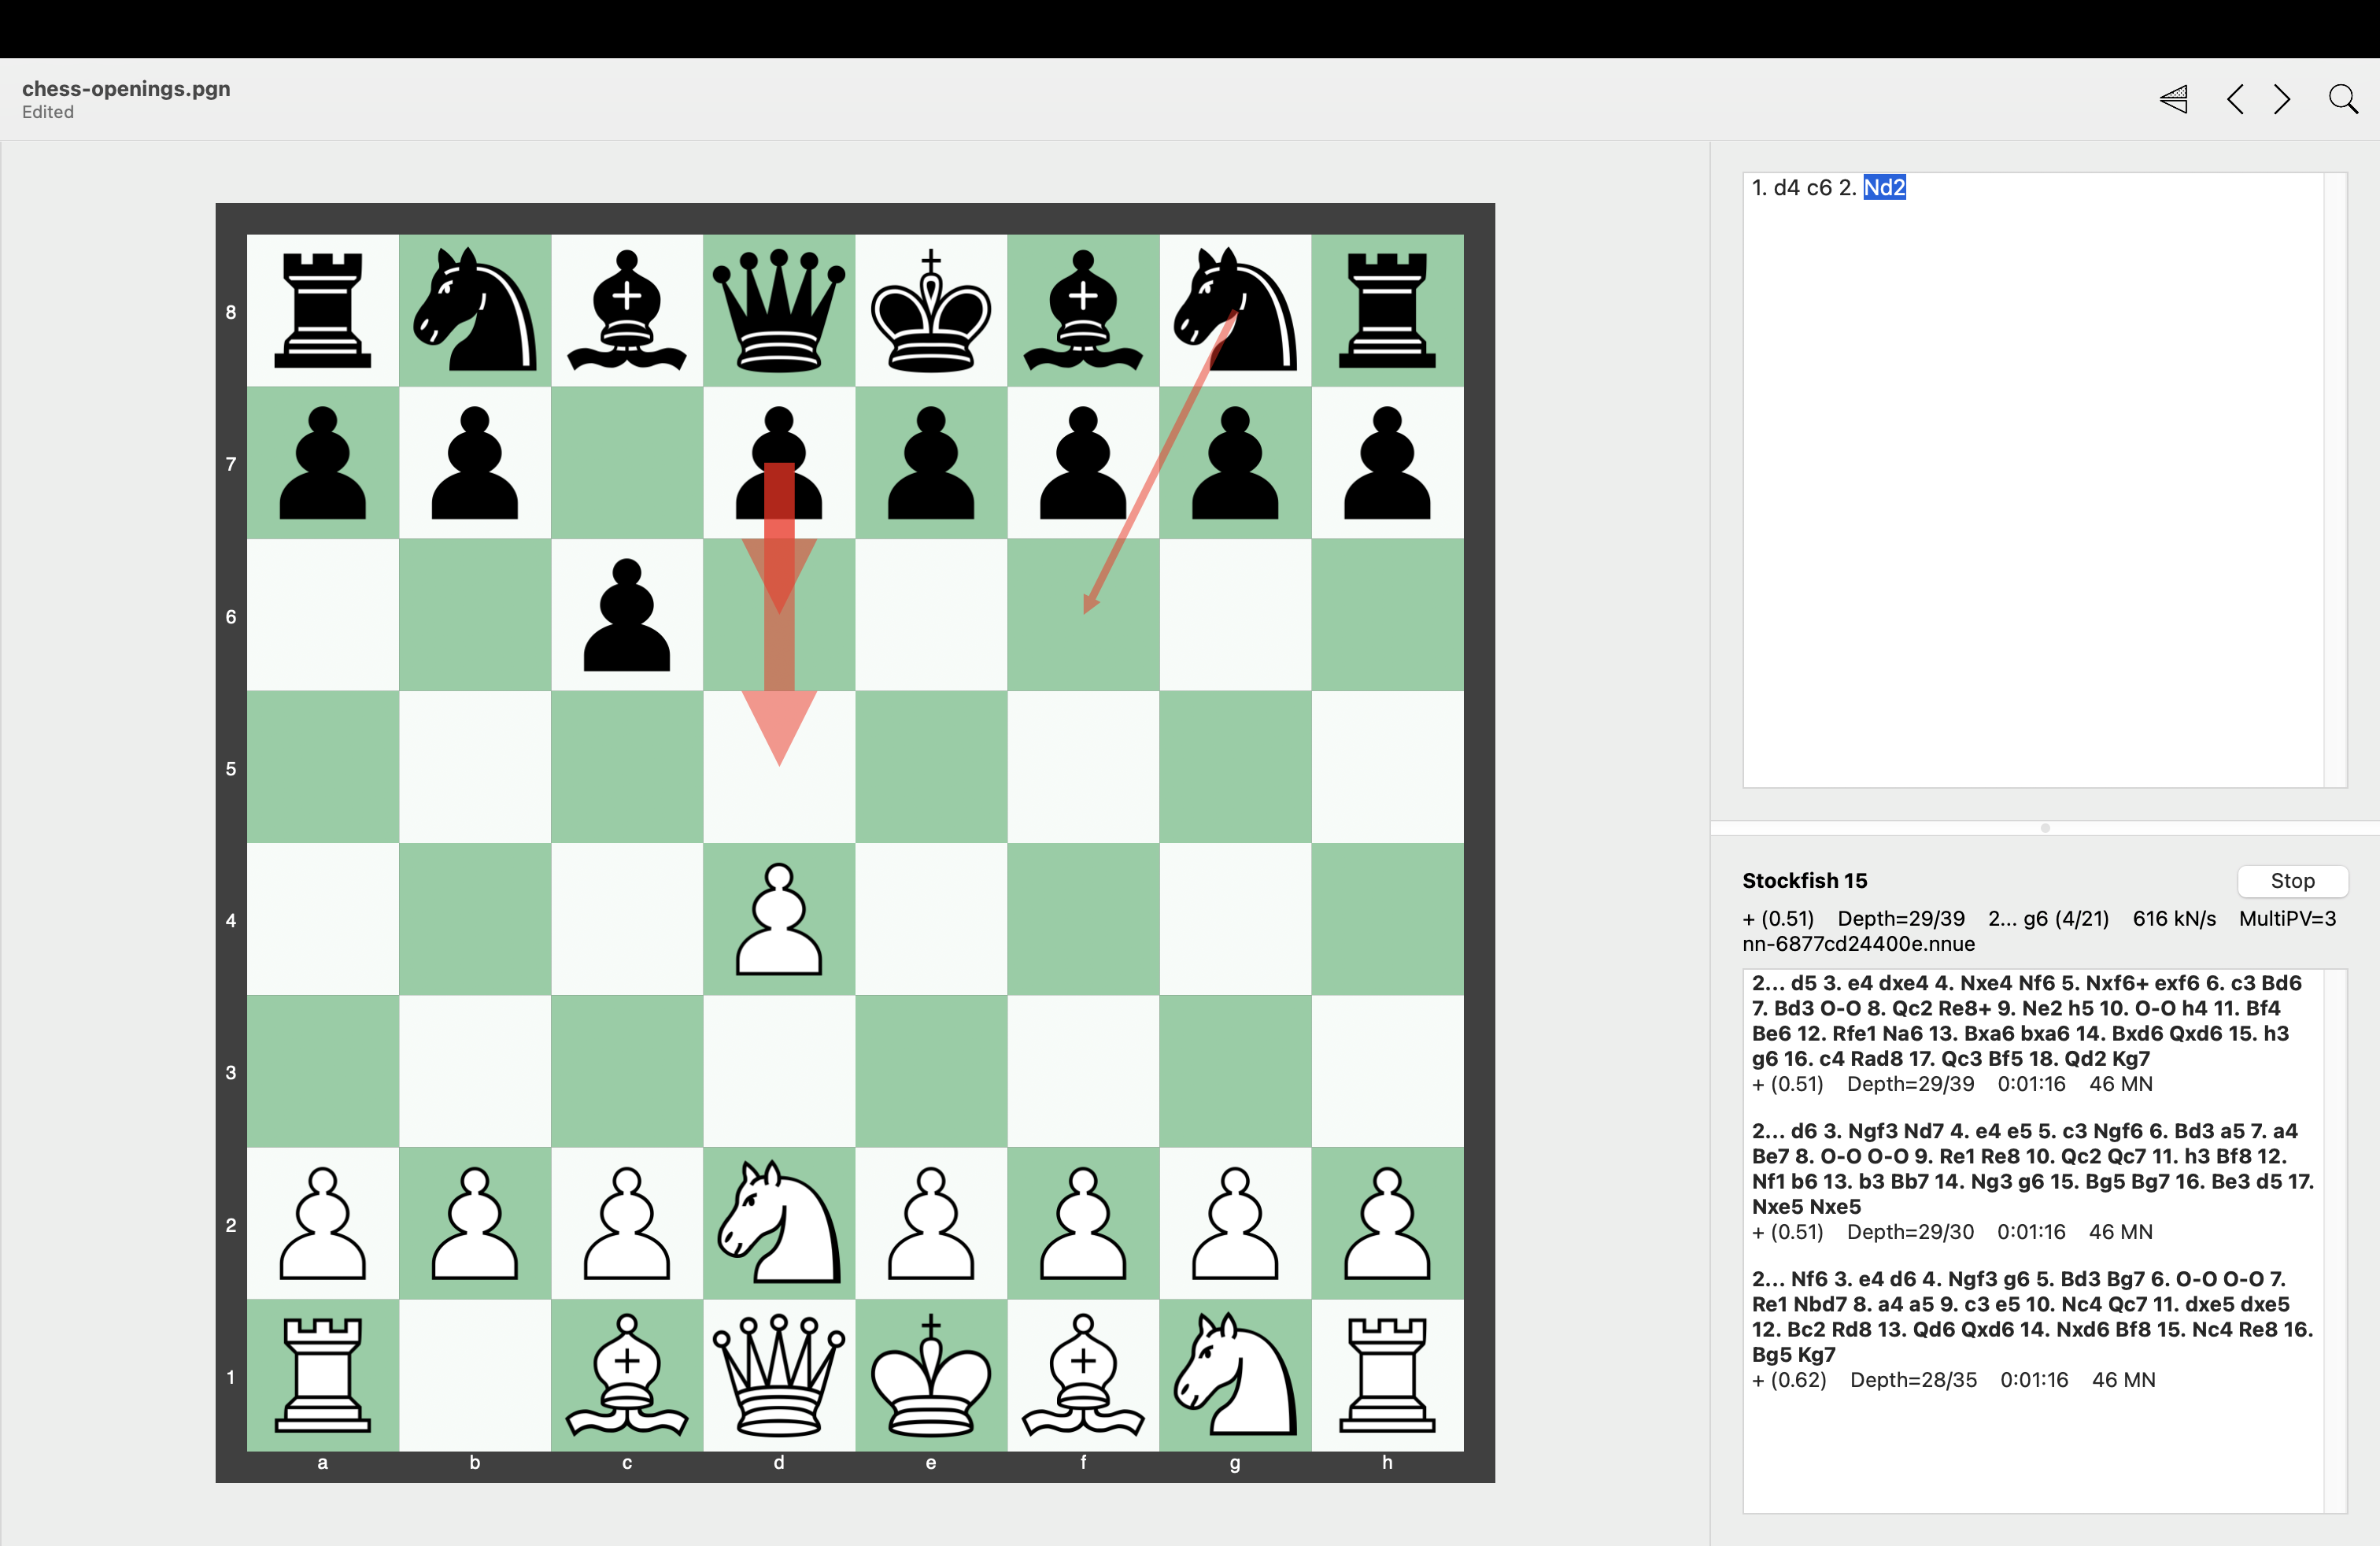 chess-openings.pgn
Edited
8
7
6
5
4
3
2
1
a b c d e f g h
1. d4 c6 2. Nd2
Stockfish 15
Stop
+ (0.51) Depth=29/39 2... g6 (4/21) 616 kN/s MultiPV=3
nn-6877cd24400e.nnue
2... d5 3. e4 dxe4 4. Nxe4 Nf6 5. Nxf6+ exf6 6. c3 Bd6
7. Bd3 O-O 8. Qc2 Re8+ 9. Ne2 h5 10. O-O h4 11. Bf4
Be6 12. Rfe1 Na6 13. Bxa6 bxa6 14. Bxd6 Qxd6 15. h3
g6 16. c4 Rad8 17. Qc3 Bf5 18. Qd2 Kg7
+ (0.51) Depth=29/39 0:01:16 46 MN
2... d6 3. Ngf3 Nd7 4. e4 e5 5. c3 Ngf6 6. Bd3 a5 7. a4
Be7 8. O-O O-O 9. Re1 Re8 10. Qc2 Qc7 11. h3 Bf8 12.
Nf1 b6 13. b3 Bb7 14. Ng3 g6 15. Bg5 Bg7 16. Be3 d5 17.
Nxe5 Nxe5
+ (0.51) Depth=29/30 0:01:16 46 MN
2... Nf6 3. e4 d6 4. Ngf3 g6 5. Bd3 Bg7 6. O-O O-O 7.
Re1 Nbd7 8. a4 a5 9. c3 e5 10. Nc4 Qc7 11. dxe5 dxe5
12. Bc2 Rd8 13. Qd6 Qxd6 14. Nxd6 Bf8 15. Nc4 Re8 16.
Bg5 Kg7
+ (0.62) Depth=28/35 0:01:16 46 MN